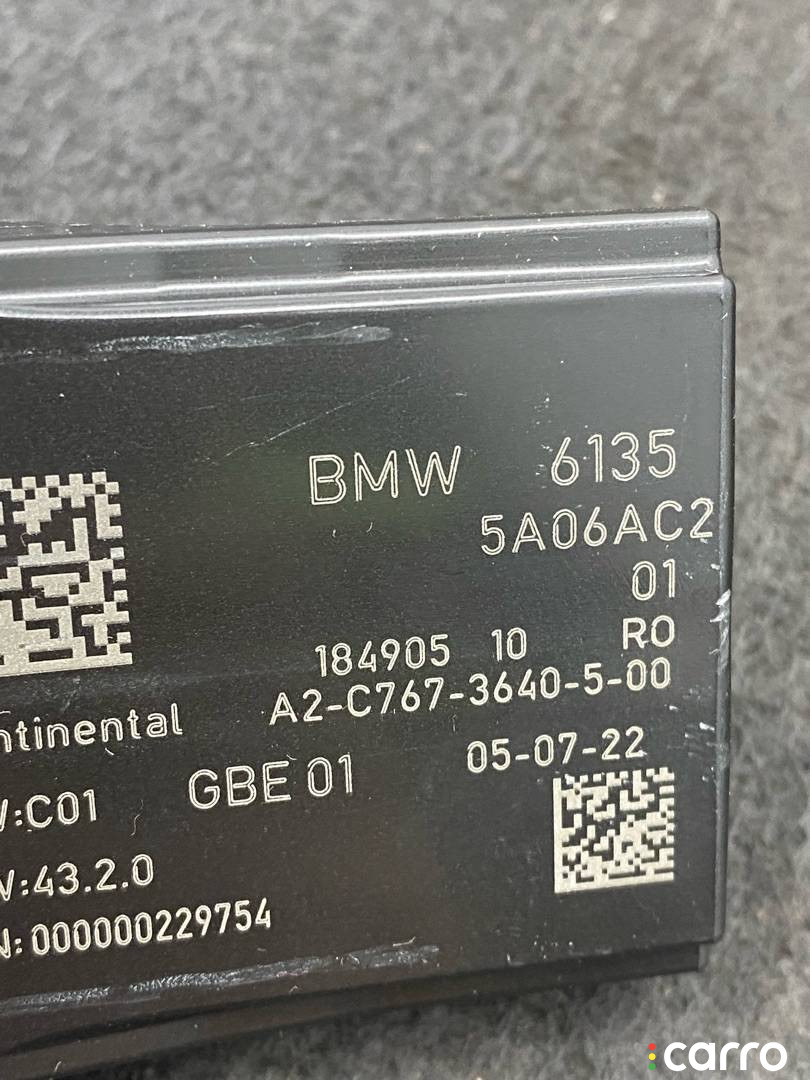 BMW 6135
5A06AC2
01
184905 10 RO
A2-C767-3640-5-00
ntinental
05-07-22
GBE 01
:C01
:43.2.0
N: 000000229754
carro